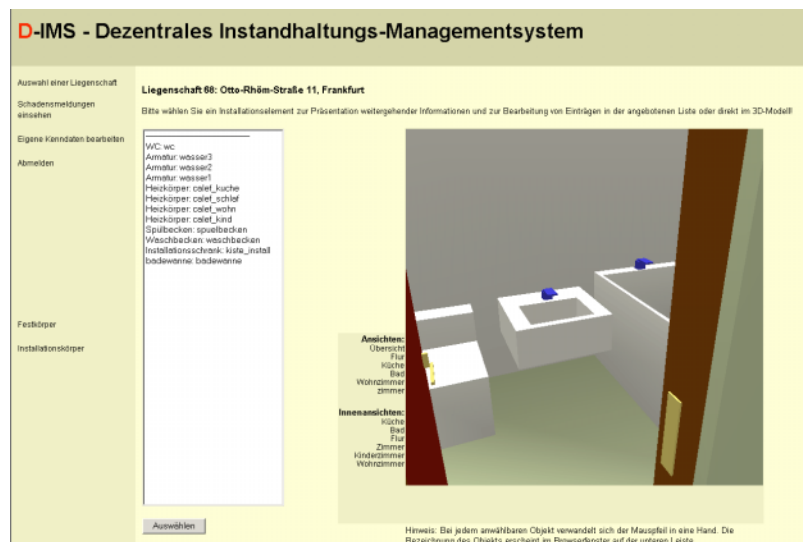 D-IMS - Dezentrales Instandhaltungs-Managementsystem
Auswahl einer Liegenschaft
Schadensmeldungen
einsehen
Eigene Kenndaten bearbeiten
Abmelden
Festkörper
Installationskörper
Liegenschaft 68: Otto-Rhöm-Straße 11, Frankfurt
Bitte wählen Sie ein Installationselement zur Präsentation weitergehender Informationen und zur Bearbeitung von Einträgen in der angebotenen Liste oder direkt im 3D-Modell!
WC: wc
Armatur: wasser3
Armatur: wasser2
Armatur: wasser1
Heizkörper: calef_kuche
Heizkörper: calef_schlaf
Heizkörper: calef_wohn
Heizkörper: calef_kind
Spülbecken: spuelbecken
Waschbecken: waschbecken
Installationsschrank: kiste_install
badewanne: badewanne
Auswählen
Ansichten:
Übersicht
Flur
Küche
Bad
Wohnzimmer
zimmer
Innenansichten:
Küche
Bad
Flur
Zimmer
Kinderzimmer
Wohnzimmer
Hinweis: Bei jedem anwählbaren Objekt verwandelt sich der Mauspfeil in eine Hand. Die
Bezeichnung des Objekts erscheint im Browserfenster auf der unteren Leiste